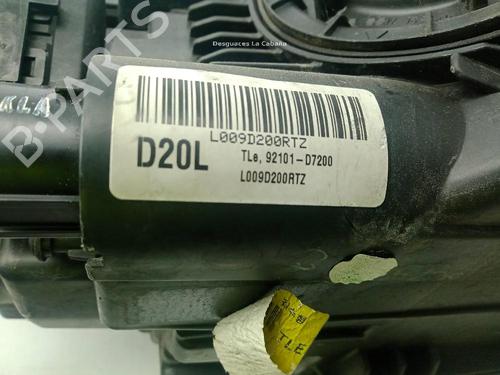 Desguaces La Cabaña
B-PARTS
L009D200RTZ
D20L
TLe, 92101-D7200
L009D200RTZ
TLE